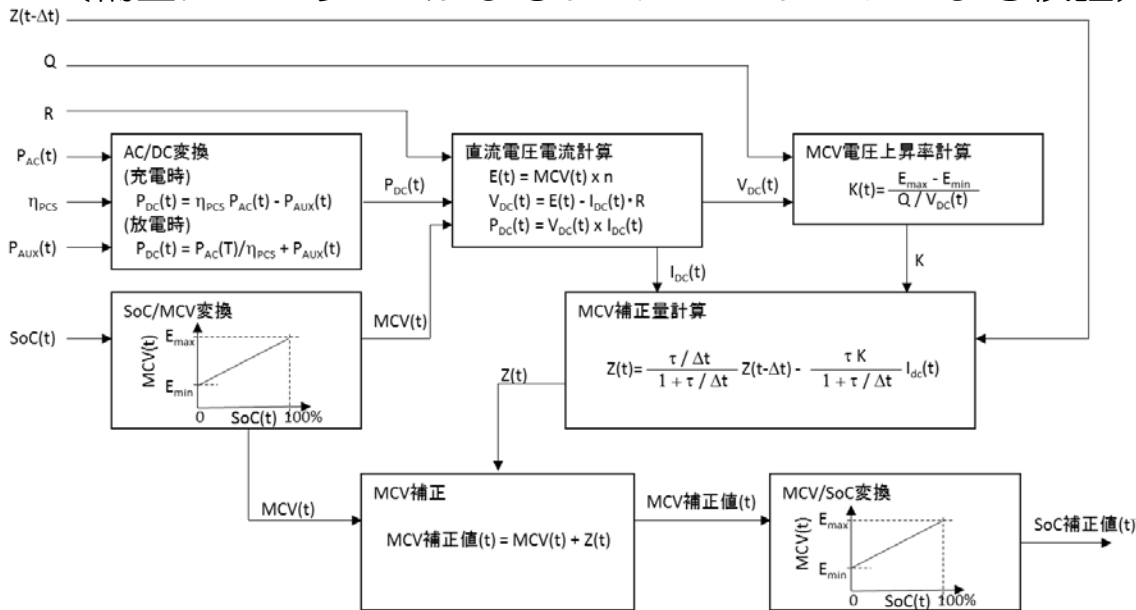 Z(t-Δt)
Q
R
P_AC(t)
η_PCS
P_AUX(t)
AC/DC変換
(充電時)
P_DC(t) = η_PCS P_AC(t) - P_AUX(t)
(放電時)
P_DC(t) = P_AC(T)/η_PCS + P_AUX(t)
P_DC(t)
直流電圧電流計算
E(t) = MCV(t) x n
V_DC(t) = E(t) - I_DC(t)・R
P_DC(t) = V_DC(t) x I_DC(t)
V_DC(t)
MCV電圧上昇率計算
K(t)= (E_max - E_min) / (Q / V_DC(t))
I_DC(t)
K
SoC(t)
SoC/MCV変換
MCV(t)
E_max
E_min
0 SoC(t) 100%
MCV(t)
MCV補正量計算
Z(t)= (τ / Δt) / (1 + τ / Δt) Z(t-Δt) - (τ K) / (1 + τ / Δt) I_dc(t)
Z(t)
MCV(t)
MCV補正
MCV補正値(t) = MCV(t) + Z(t)
MCV補正値(t)
MCV/SoC変換
MCV(t)
E_max
E_min
0 SoC(t) 100%
SoC補正値(t)